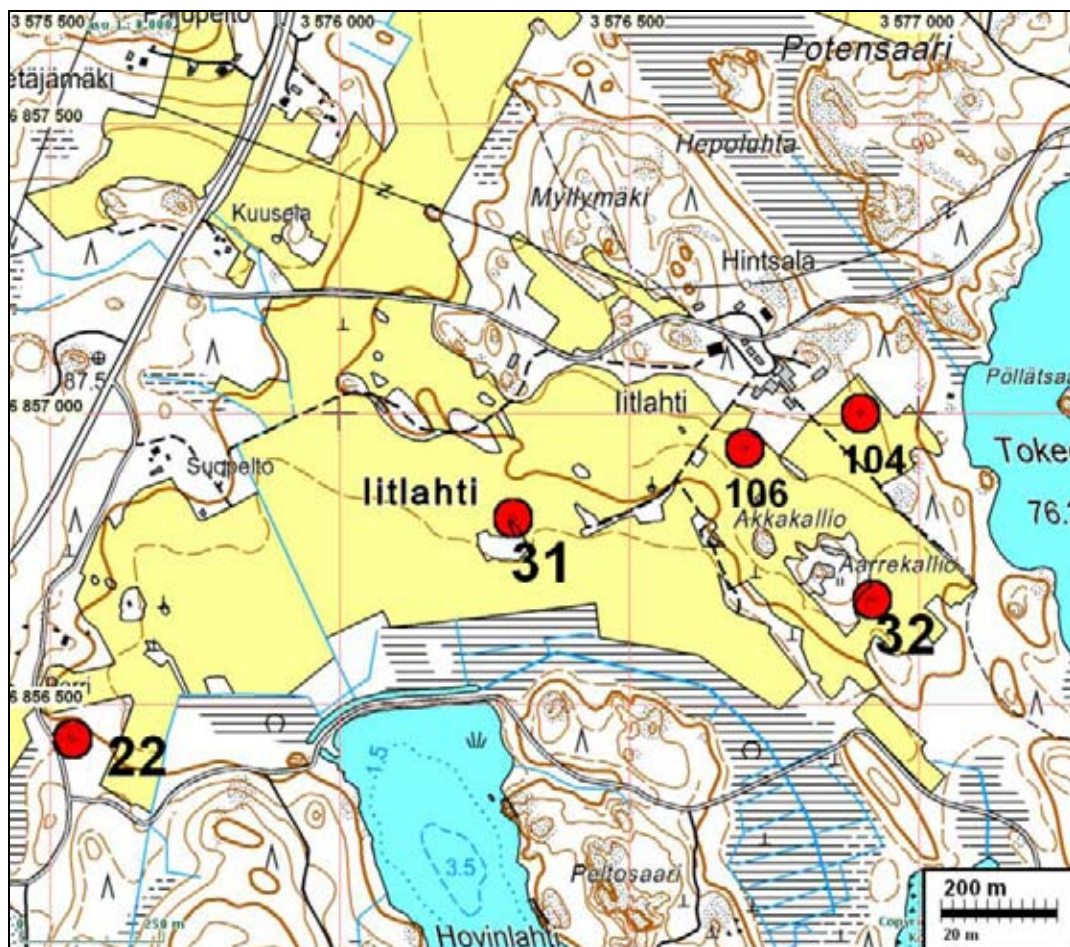 3 575 500
3 576 000
3 576 500
3 577 000
Potensaari
etäjämäki
6 857 500
Hepoluhta
Myllymäki
Kuusela
Hintsala
87.5
Pöllätsa
6 857 000
Iitlahti
104
Suopelto
Iitlahti
31
106
Akkakallio
Aarrekallio
32
76.
6 856 500
22
1.5
3.5
Peltosaari
Hovinlahti
250 m
200 m
20 m